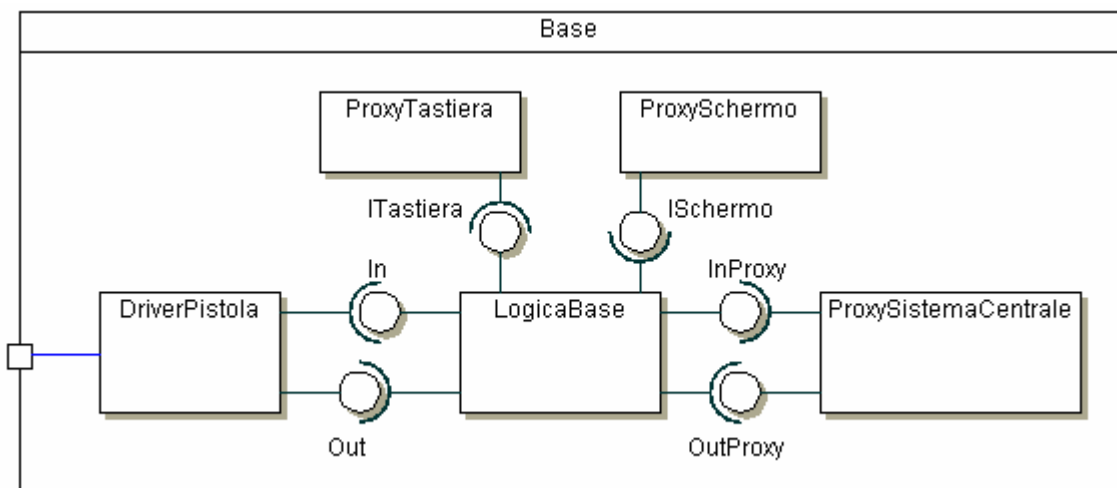 Base
ProxyTastiera
ProxySchermo
ITastiera
ISchermo
In
InProxy
DriverPistola
LogicaBase
ProxySistemaCentrale
Out
OutProxy